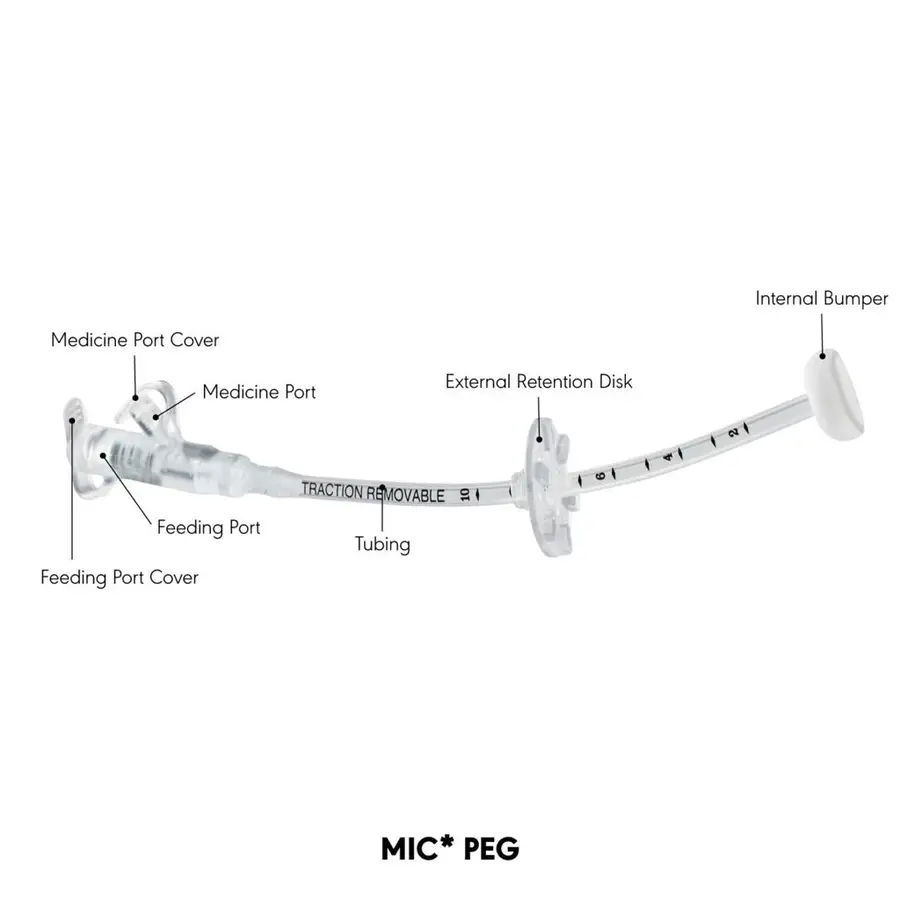 Internal Bumper
Medicine Port Cover
Medicine Port
External Retention Disk
TRACTION REMOVABLE 10
6
4
2
Feeding Port
Tubing
Feeding Port Cover
MIC* PEG